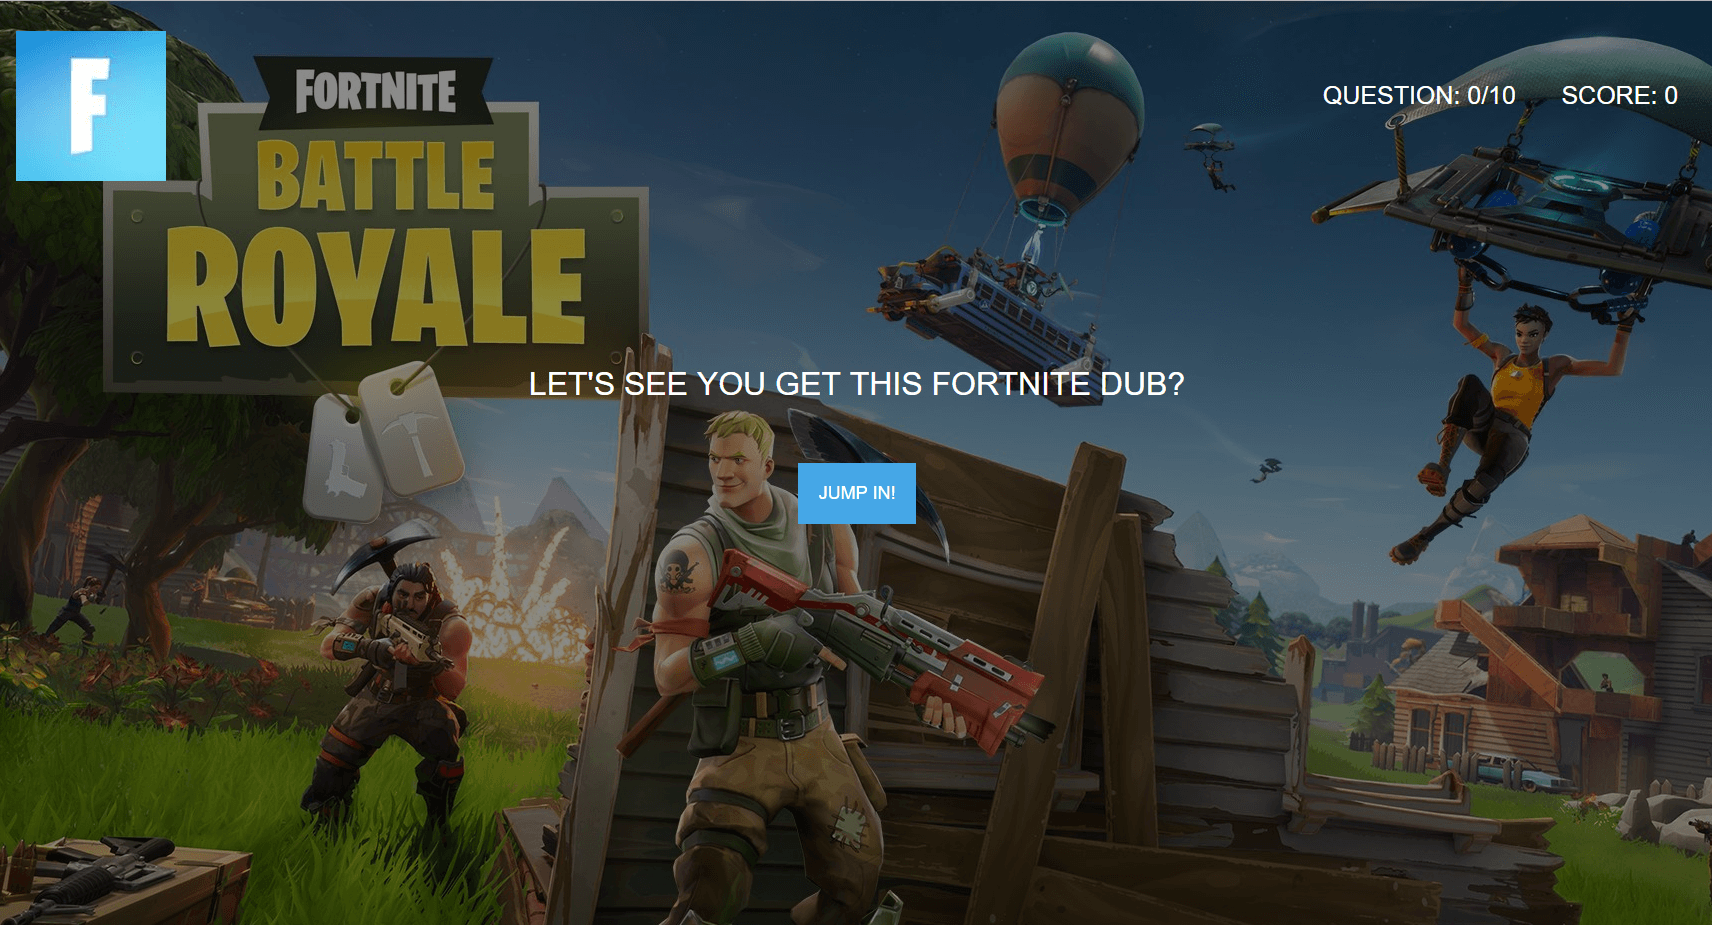 F
FORTNITE
BATTLE
ROYALE
QUESTION: 0/10 SCORE: 0
LET'S SEE YOU GET THIS FORTNITE DUB?
JUMP IN!